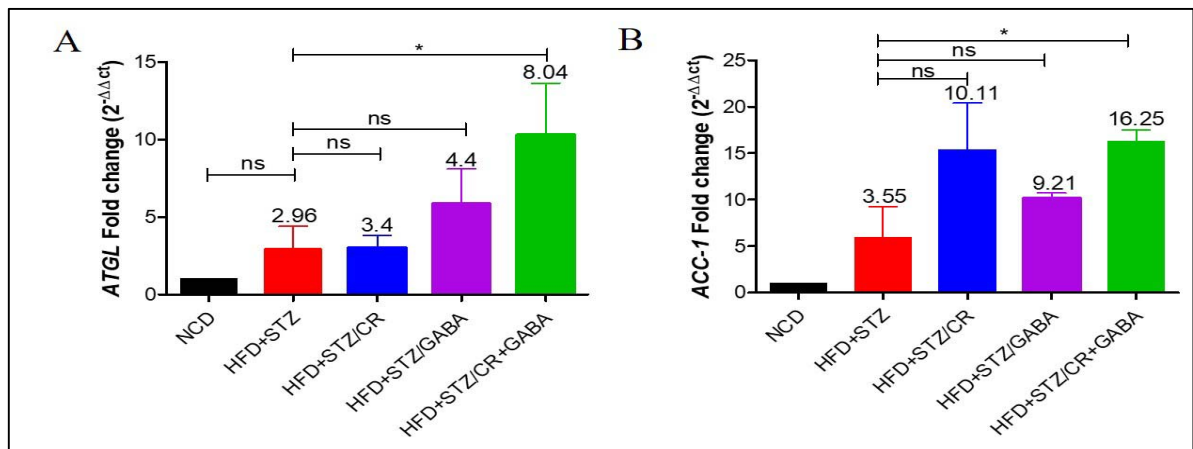 A
ATGL Fold change (2-ΔΔct)
15
10
5
0
*
ns
ns
ns
2.96
3.4
4.4
8.04
NCD
HFD+STZ
HFD+STZ/CR
HFD+STZ/GABA
HFD+STZ/CR+GABA
B
ACC-1 Fold change (2-ΔΔct)
25
20
15
10
5
0
*
ns
ns
3.55
10.11
9.21
16.25
NCD
HFD+STZ
HFD+STZ/CR
HFD+STZ/GABA
HFD+STZ/CR+GABA